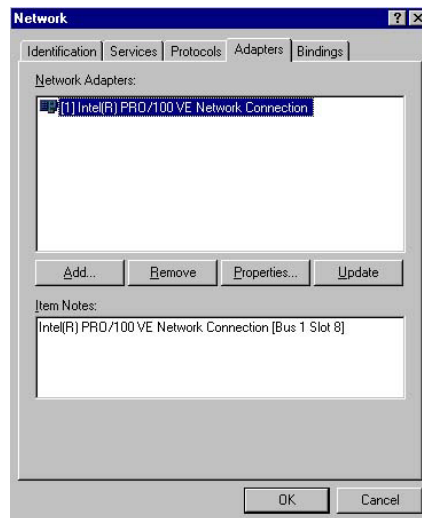 Network
Identification Services Protocols Adapters Bindings
Network Adapters:
[1] Intel(R) PRO/100 VE Network Connection
Add... Remove Properties... Update
Item Notes:
Intel(R) PRO/100 VE Network Connection [Bus 1 Slot 8]
OK Cancel